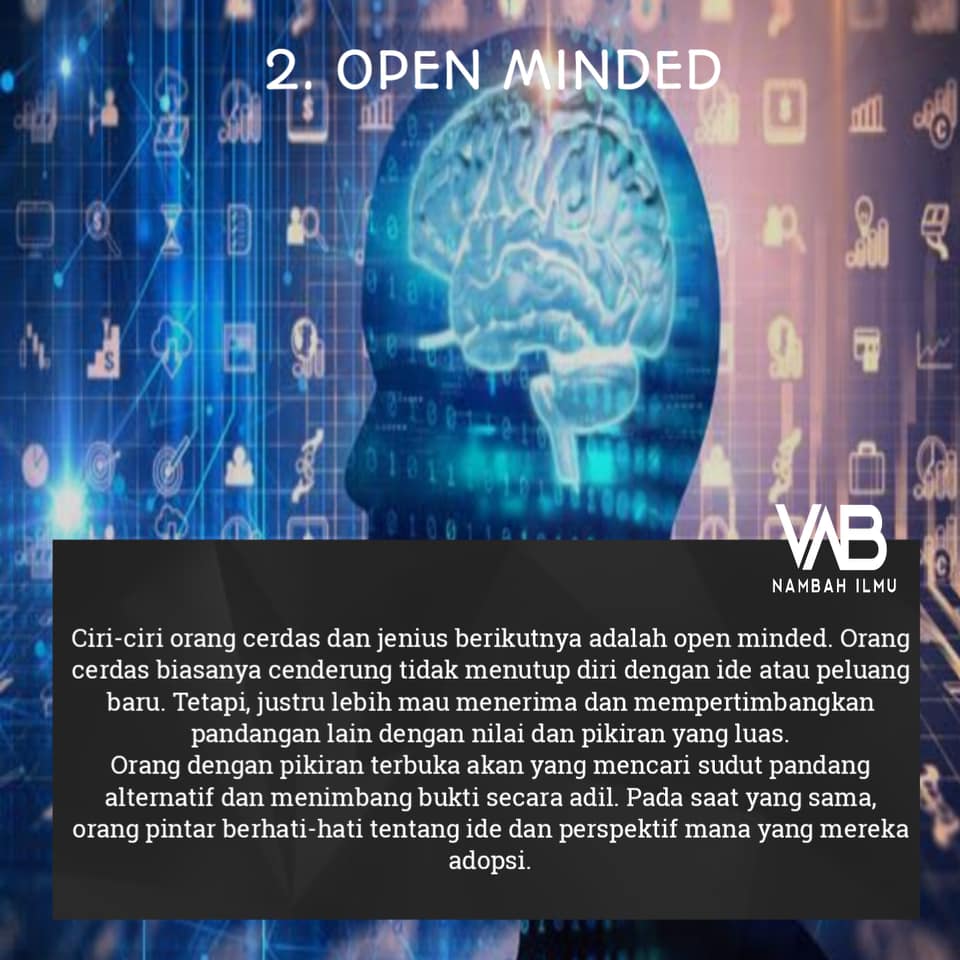 2. OPEN MINDED
VAB
NAMBAH ILMU
Ciri-ciri orang cerdas dan jenius berikutnya adalah open minded. Orang
cerdas biasanya cenderung tidak menutup diri dengan ide atau peluang
baru. Tetapi, justru lebih mau menerima dan mempertimbangkan
pandangan lain dengan nilai dan pikiran yang luas.
Orang dengan pikiran terbuka akan yang mencari sudut pandang
alternatif dan menimbang bukti secara adil. Pada saat yang sama,
orang pintar berhati-hati tentang ide dan perspektif mana yang mereka
adopsi.